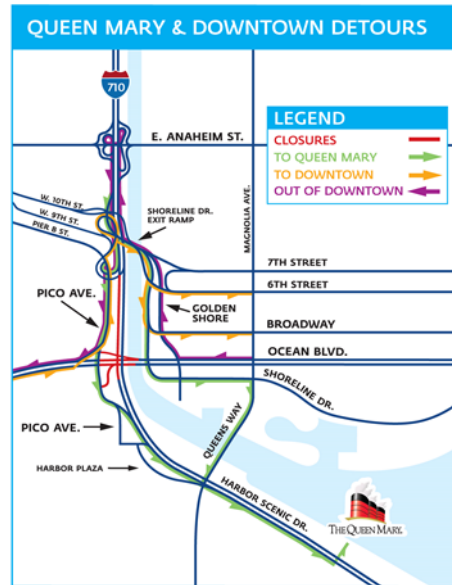 QUEEN MARY & DOWNTOWN DETOURS
710
E. ANAHEIM ST.
LEGEND
CLOSURES
TO QUEEN MARY
TO DOWNTOWN
OUT OF DOWNTOWN
MAGNOLIA AVE.
W. 10TH ST.
W. 9TH ST.
PIER B ST.
SHORELINE DR.
EXIT RAMP
7TH STREET
6TH STREET
PICO AVE.
GOLDEN
SHORE
BROADWAY
OCEAN BLVD.
SHORELINE DR.
PICO AVE.
QUEENS WAY
HARBOR PLAZA
HARBOR SCENIC DR.
THE QUEEN MARY